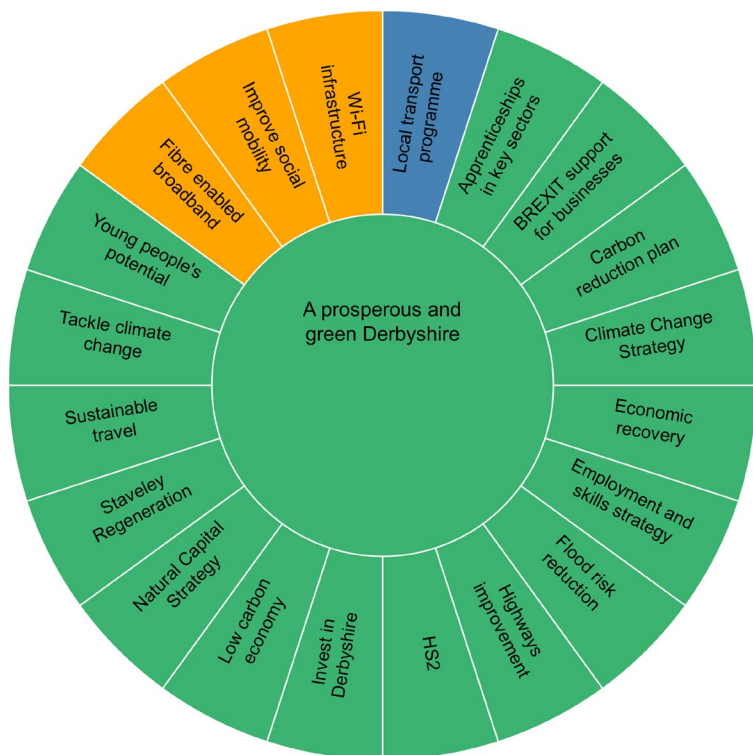 A prosperous and
green Derbyshire
Local transport
programme
Apprenticeships
in key sectors
BREXIT support
for businesses
Carbon
reduction plan
Climate Change
Strategy
Economic
recovery
Employment and
skills strategy
Flood risk
reduction
Highways
improvement
HS2
Invest in
Derbyshire
Low carbon
economy
Natural Capital
Strategy
Staveley
Regeneration
Sustainable
travel
Tackle climate
change
Young people's
potential
Fibre enabled
broadband
Improve social
mobility
Wi-Fi
infrastructure